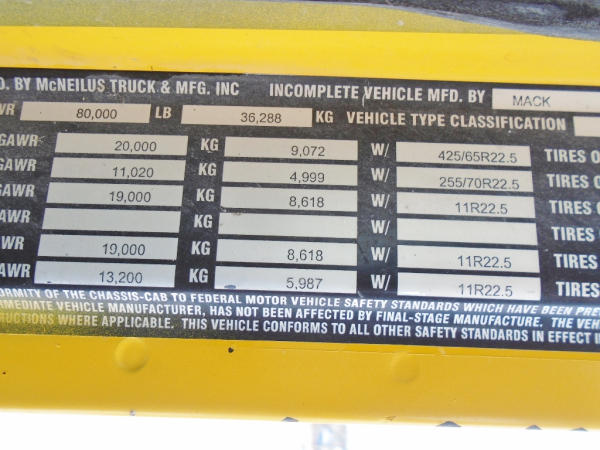 D. BY McNEILUS TRUCK & MFG. INC INCOMPLETE VEHICLE MFD. BY MACK
WR 80,000 LB 36,288 KG VEHICLE TYPE CLASSIFICATION
GAWR 20,000 KG 9,072 W/ 425/65R22.5 TIRES
GAWR 11,020 KG 4,999 W/ 255/70R22.5 TIRES
GAWR 19,000 KG 8,618 W/ 11R22.5 TIRES
WR KG W/ TIRES
AWR 19,000 KG 8,618 W/ 11R22.5 TIRES
AWR 13,200 KG 5,987 W/ 11R22.5 TIRES
ORMITY OF THE CHASSIS-CAB TO FEDERAL MOTOR VEHICLE SAFETY STANDARDS WHICH HAVE BEEN PRE
RMEDIATE VEHICLE MANUFACTURER, HAS NOT BEEN AFFECTED BY FINAL-STAGE MANUFACTURE. THE VEH
RUCTIONS WHERE APPLICABLE. THIS VEHICLE CONFORMS TO ALL OTHER SAFETY STANDARDS IN EFFECT I